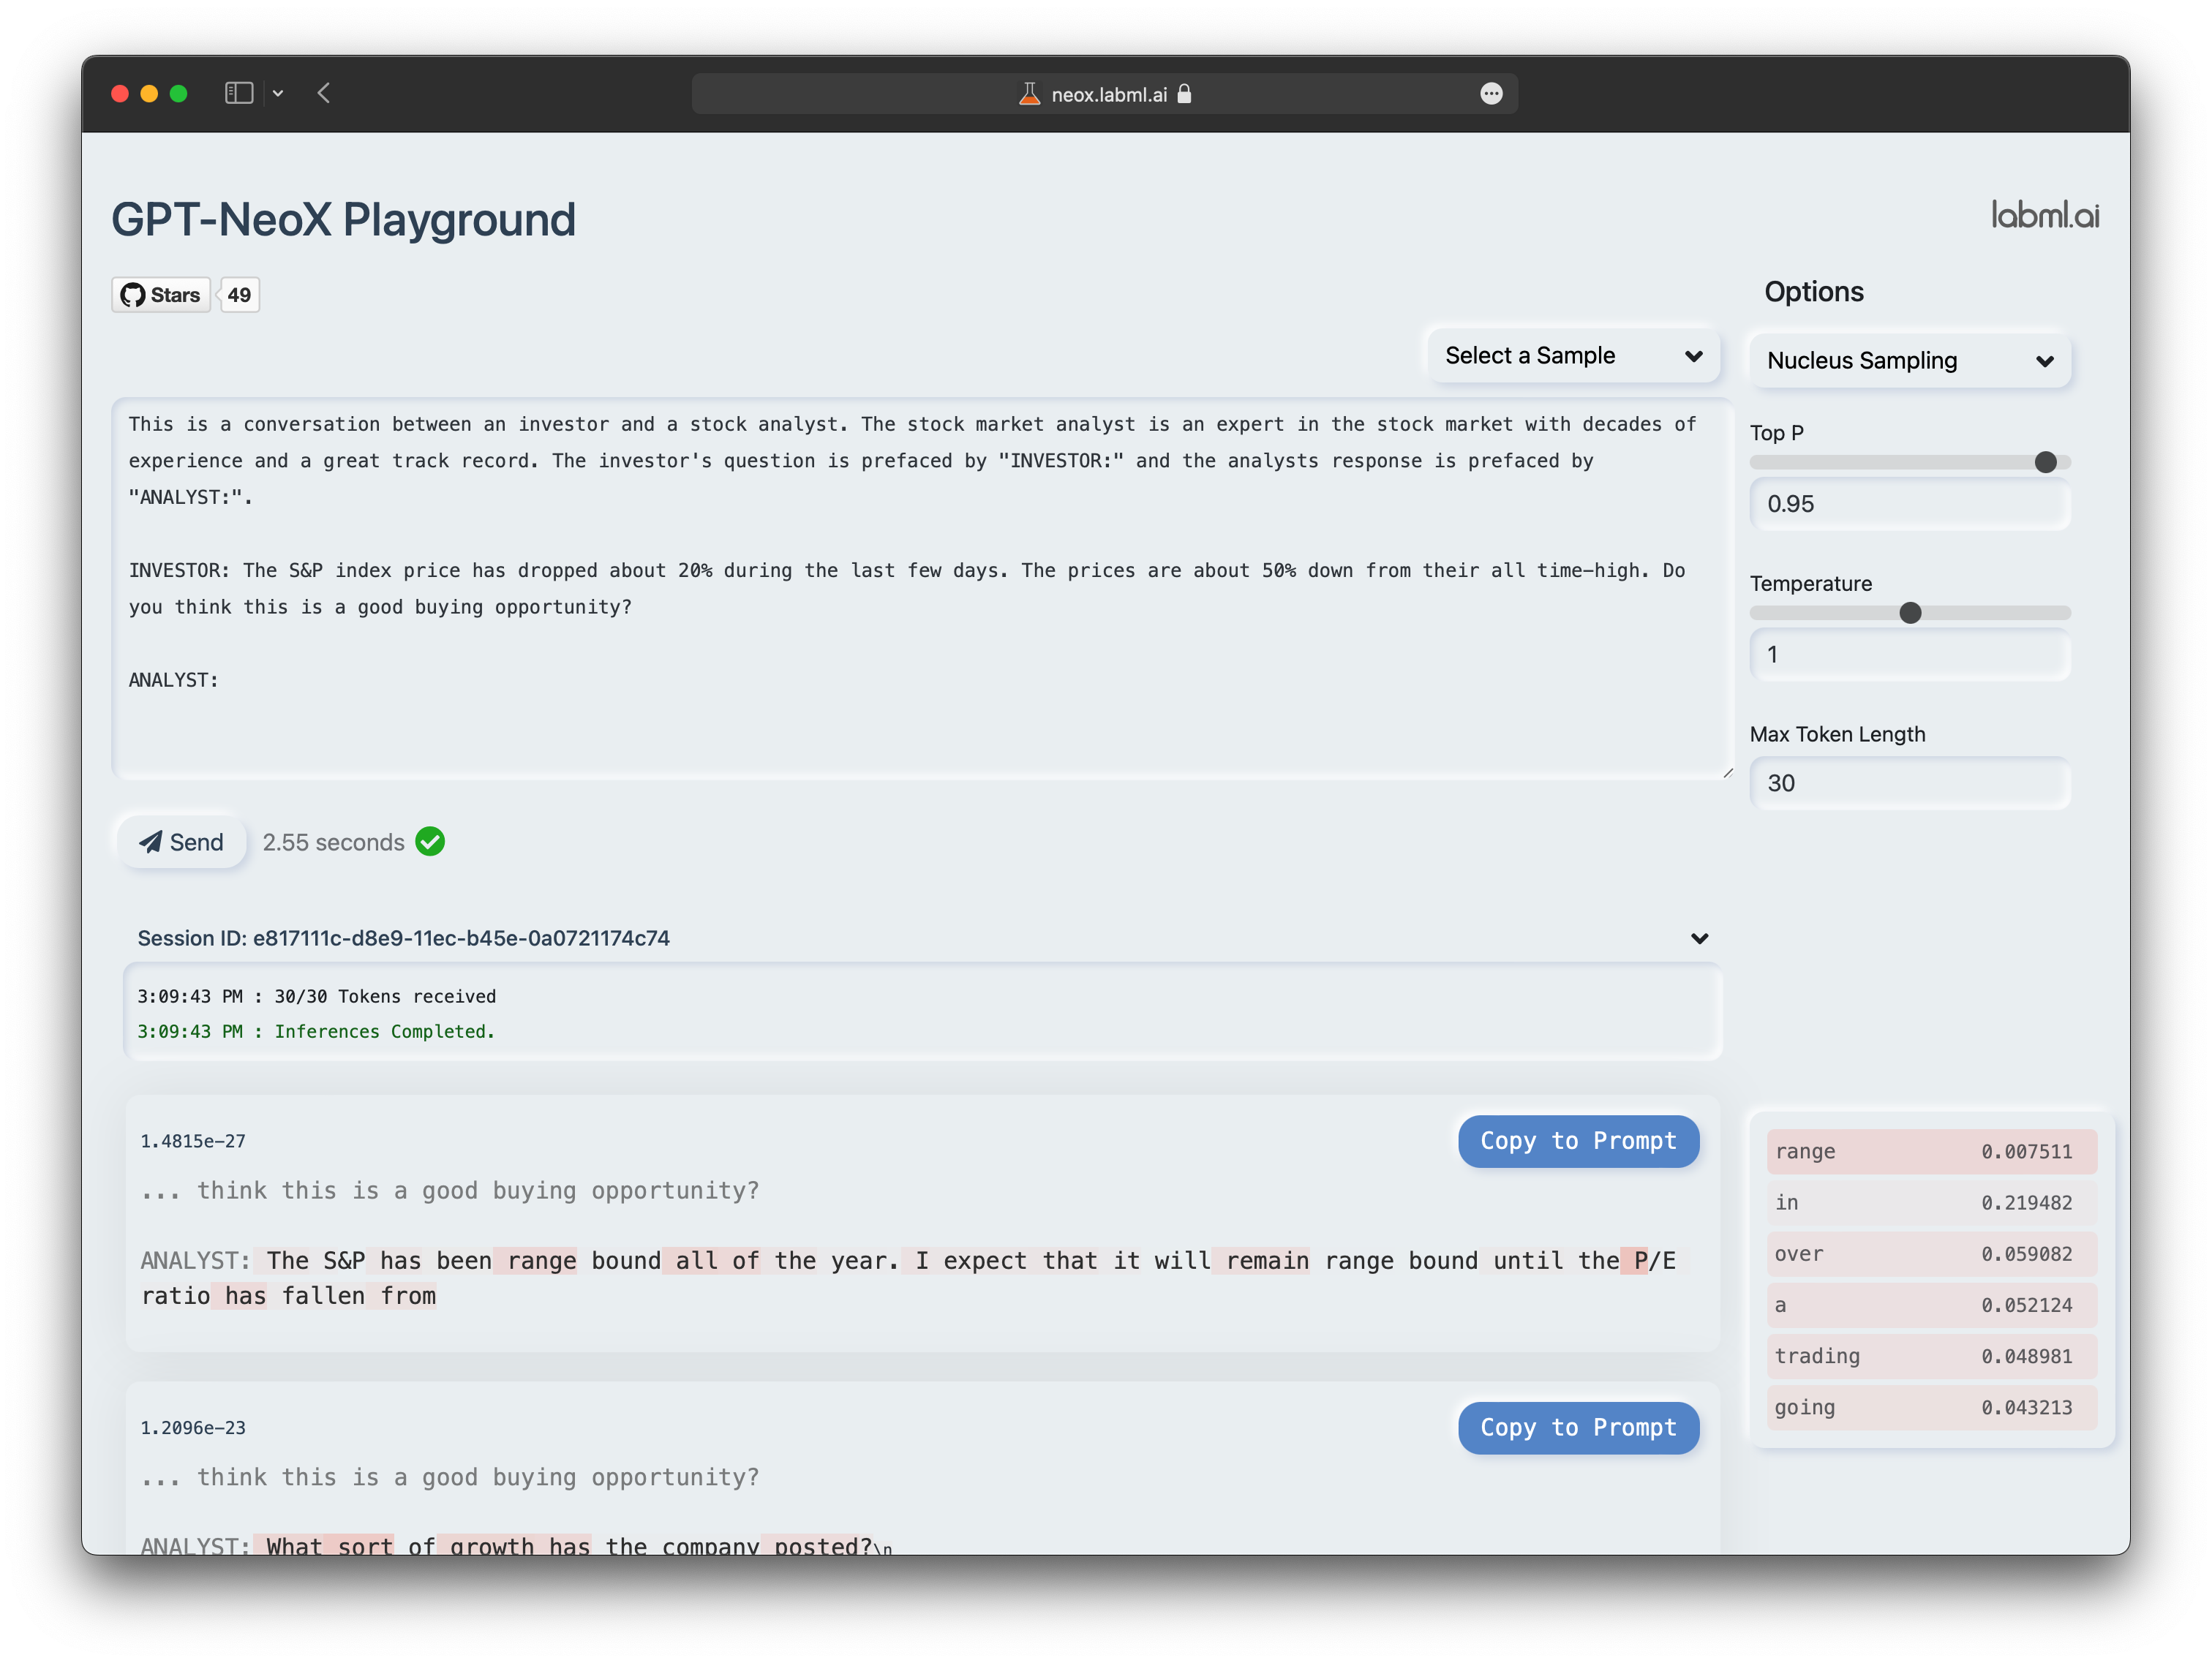 neox.labml.ai
GPT-NeoX Playground
labml.ai
Stars
49
Options
Select a Sample
Nucleus Sampling
This is a conversation between an investor and a stock analyst. The stock market analyst is an expert in the stock market with decades of
experience and a great track record. The investor's question is prefaced by "INVESTOR:" and the analysts response is prefaced by
"ANALYST:".
INVESTOR: The S&P index price has dropped about 20% during the last few days. The prices are about 50% down from their all time-high. Do
you think this is a good buying opportunity?
ANALYST:
Top P
0.95
Temperature
1
Max Token Length
30
Send
2.55 seconds
Session ID: e817111c-d8e9-11ec-b45e-0a0721174c74
3:09:43 PM : 30/30 Tokens received
3:09:43 PM : Inferences Completed.
1.4815e-27
Copy to Prompt
... think this is a good buying opportunity?
ANALYST: The S&P has been range bound all of the year. I expect that it will remain range bound until the P/E
ratio has fallen from
range 0.007511
in 0.219482
over 0.059082
a 0.052124
trading 0.048981
going 0.043213
1.2096e-23
Copy to Prompt
... think this is a good buying opportunity?
ANALYST: What sort of growth has the company posted?\n